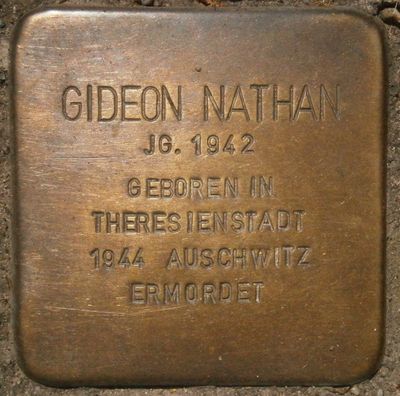 GIDEON NATHAN
JG. 1942
GEBOREN IN
THERESIENSTADT
1944 AUSCHWITZ
ERMORDET